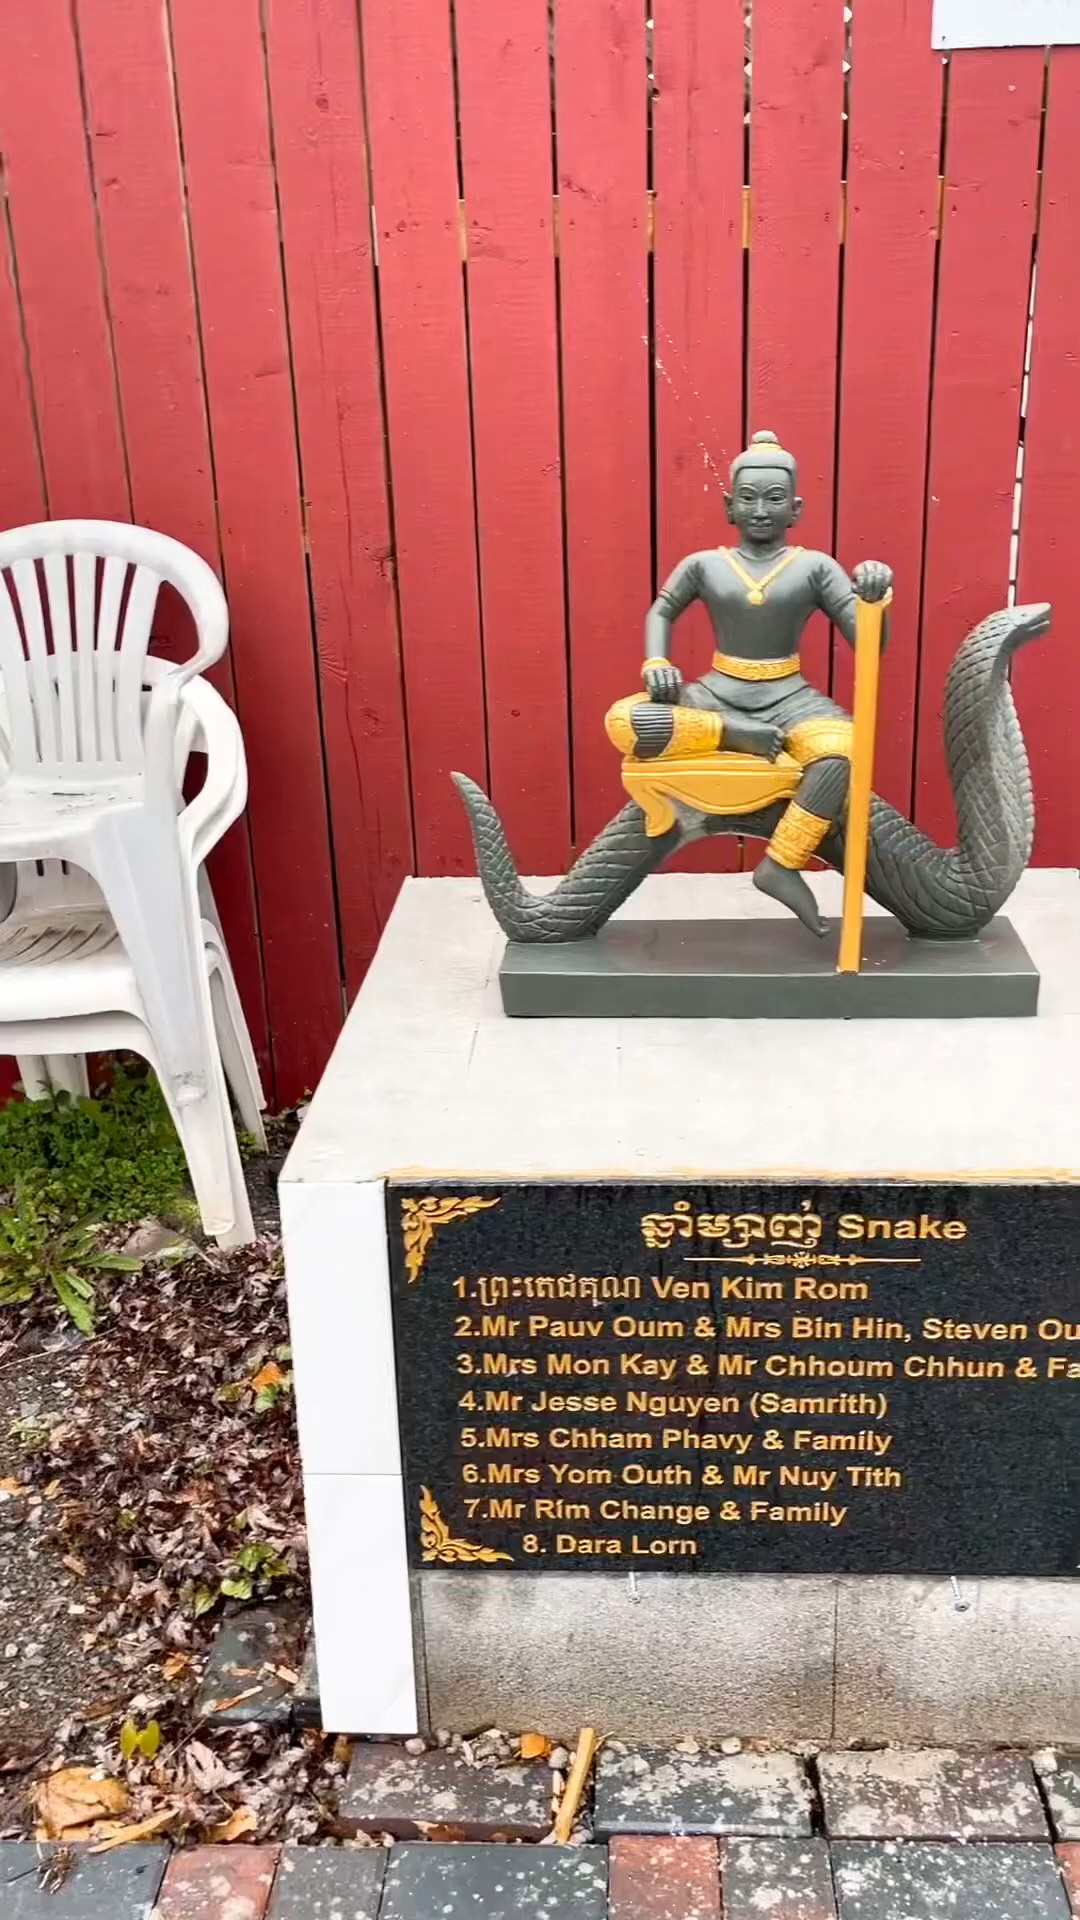 ឆ្នាំម្សាញ់ Snake
1.ព្រះតេជគុណ Ven Kim Rom
2.Mr Pauv Oum & Mrs Bin Hin, Steven
3.Mrs Mon Kay & Mr Chhoum Chhun &
4.Mr Jesse Nguyen (Samrith)
5.Mrs Chham Phavy & Family
6.Mrs Yom Outh & Mr Nuy Tith
7.Mr Rim Change & Family
8. Dara Lorn